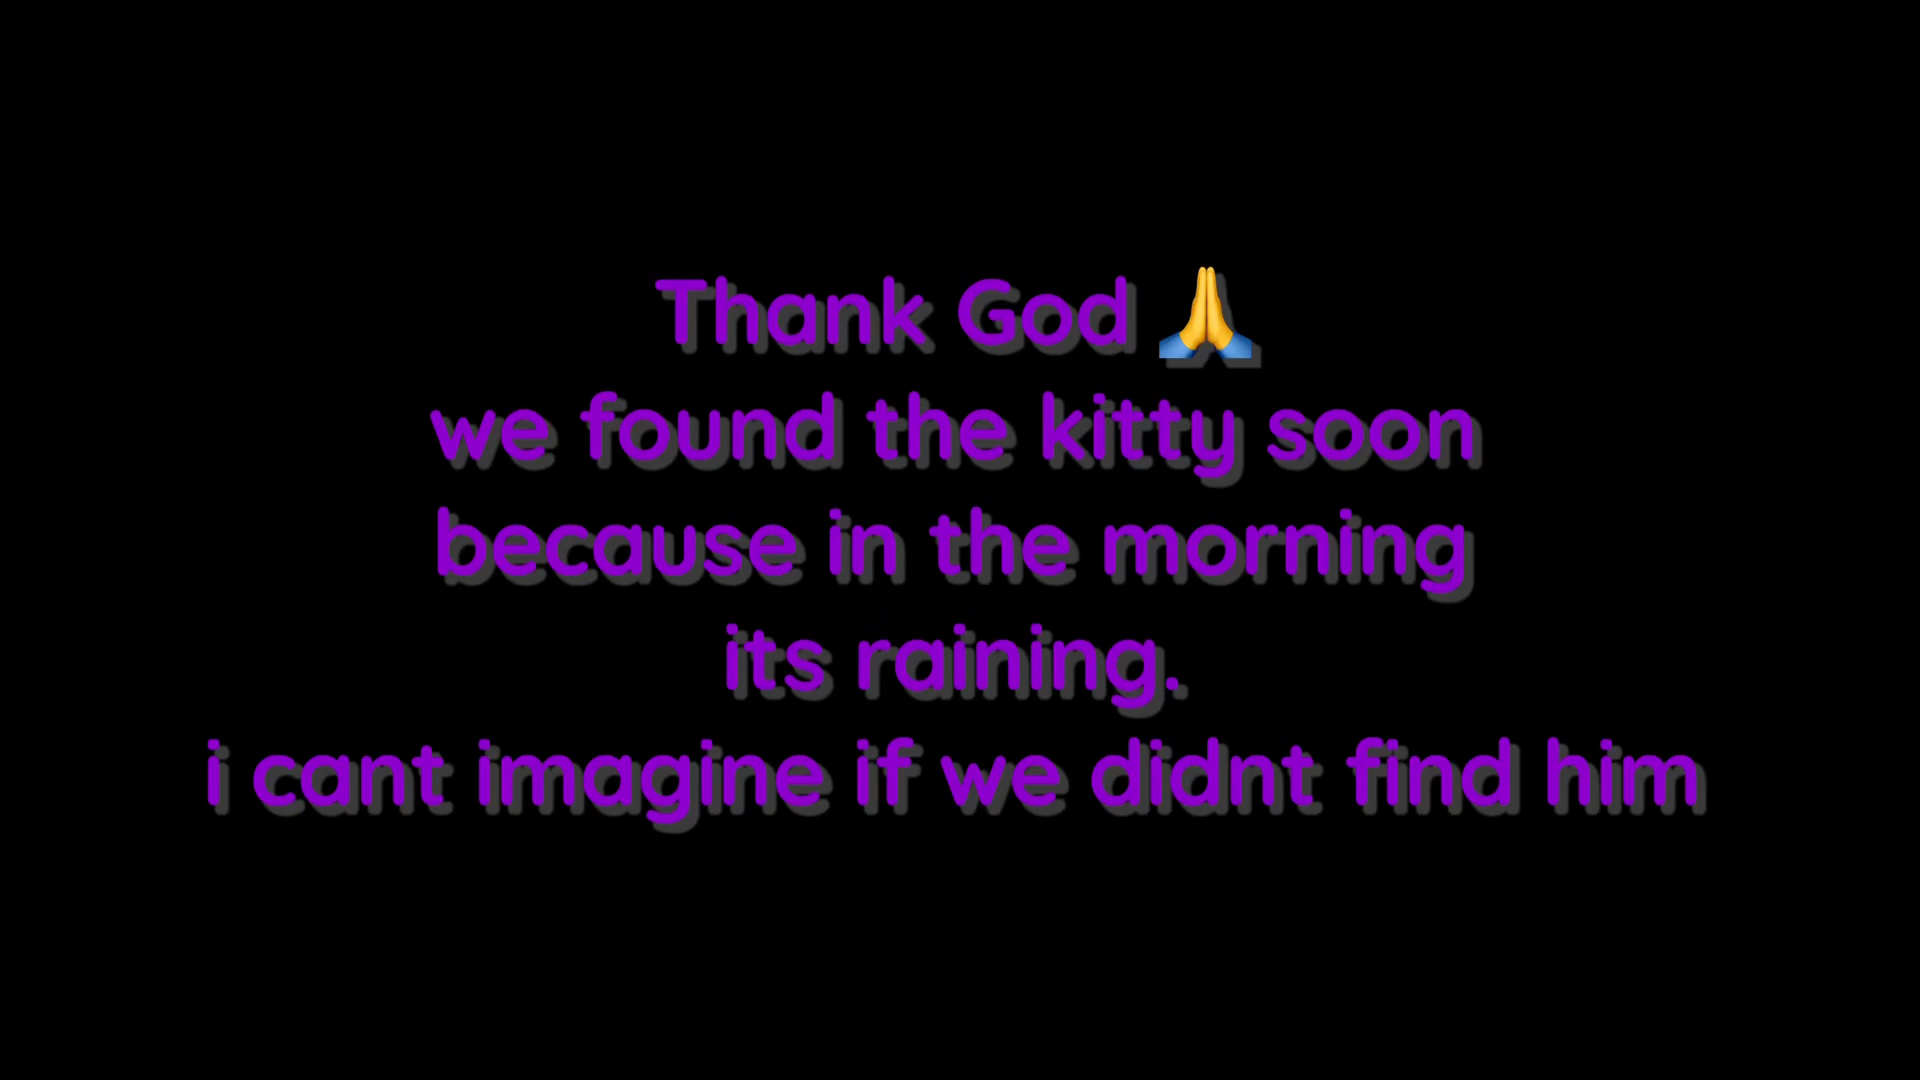 Thank God 🙏
we found the kitty soon
because in the morning
its raining.
i cant imagine if we didnt find him